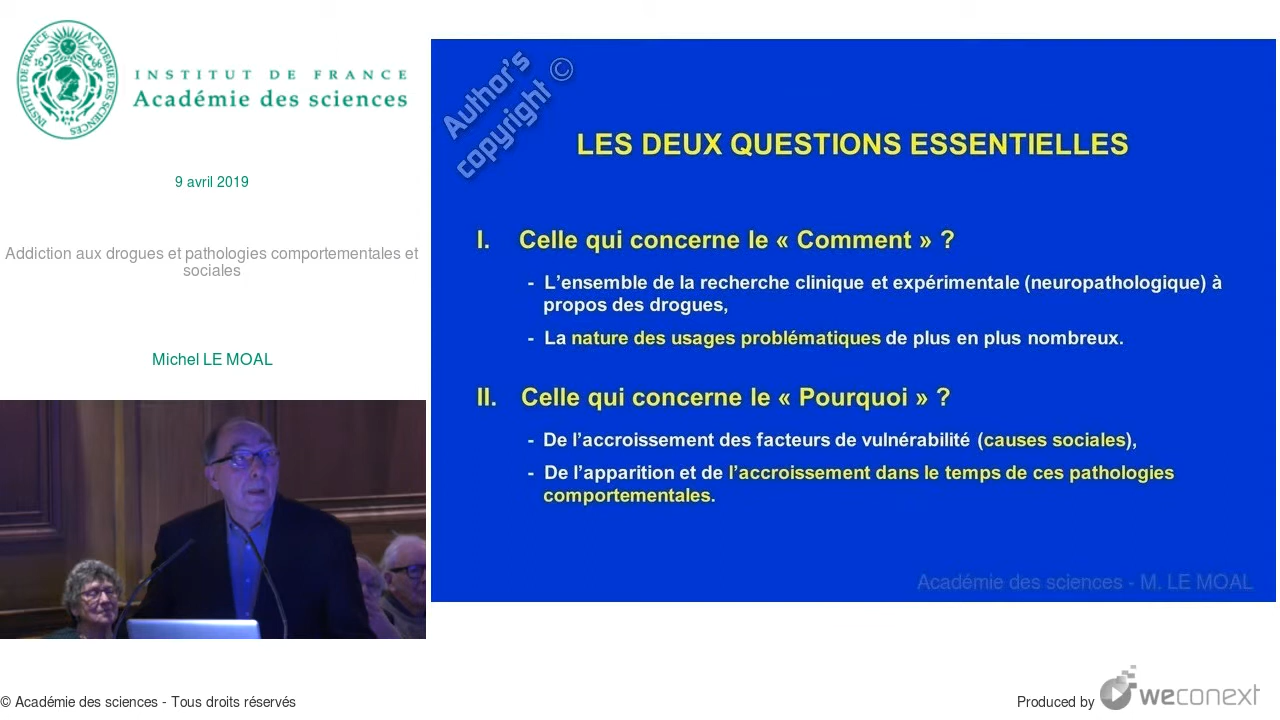 INSTITUT DE FRANCE
Académie des sciences
9 avril 2019
Addiction aux drogues et pathologies comportementales et
sociales
Michel LE MOAL
Author's
copyright ©
LES DEUX QUESTIONS ESSENTIELLES
I. Celle qui concerne le « Comment » ?
- L'ensemble de la recherche clinique et expérimentale (neuropathologique) à
propos des drogues,
- La nature des usages problématiques de plus en plus nombreux.
II. Celle qui concerne le « Pourquoi » ?
- De l'accroissement des facteurs de vulnérabilité (causes sociales),
- De l'apparition et de l'accroissement dans le temps de ces pathologies
comportementales.
Académie des sciences - M. LE MOAL
© Académie des sciences - Tous droits réservés
Produced by weconext